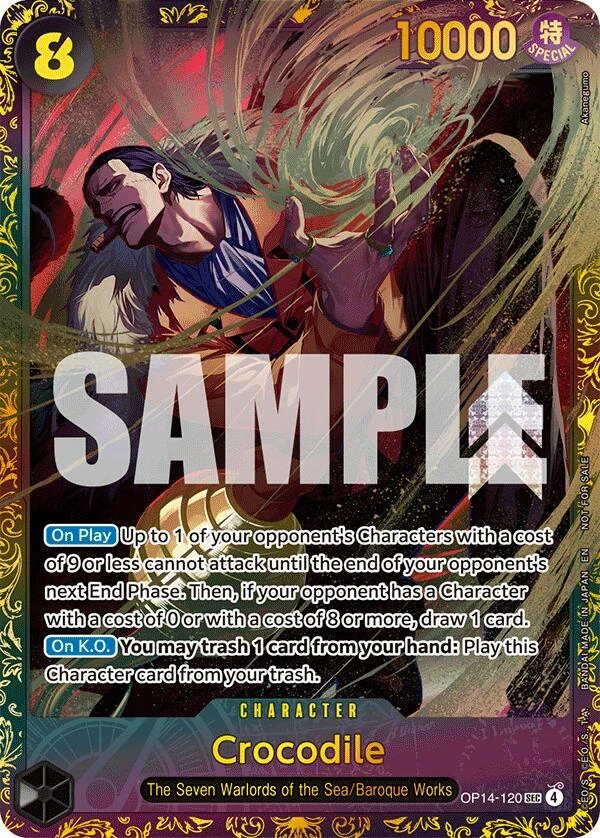 8
10000
特
SPECIAL
Akanegumo
SAMPLE
On Play Up to 1 of your opponent's Characters with a cost
of 9 or less cannot attack until the end of your opponent's
next End Phase. Then, if your opponent has a Character
with a cost of 0 or with a cost of 8 or more, draw 1 card.
On K.O. You may trash 1 card from your hand: Play this
Character card from your trash.
CHARACTER
Crocodile
The Seven Warlords of the Sea/Baroque Works
OP14-120 SEC 4
©E.O./S. ©E.O./S.,T.A. BANDAI MADE IN JAPAN EN NOT FOR SALE